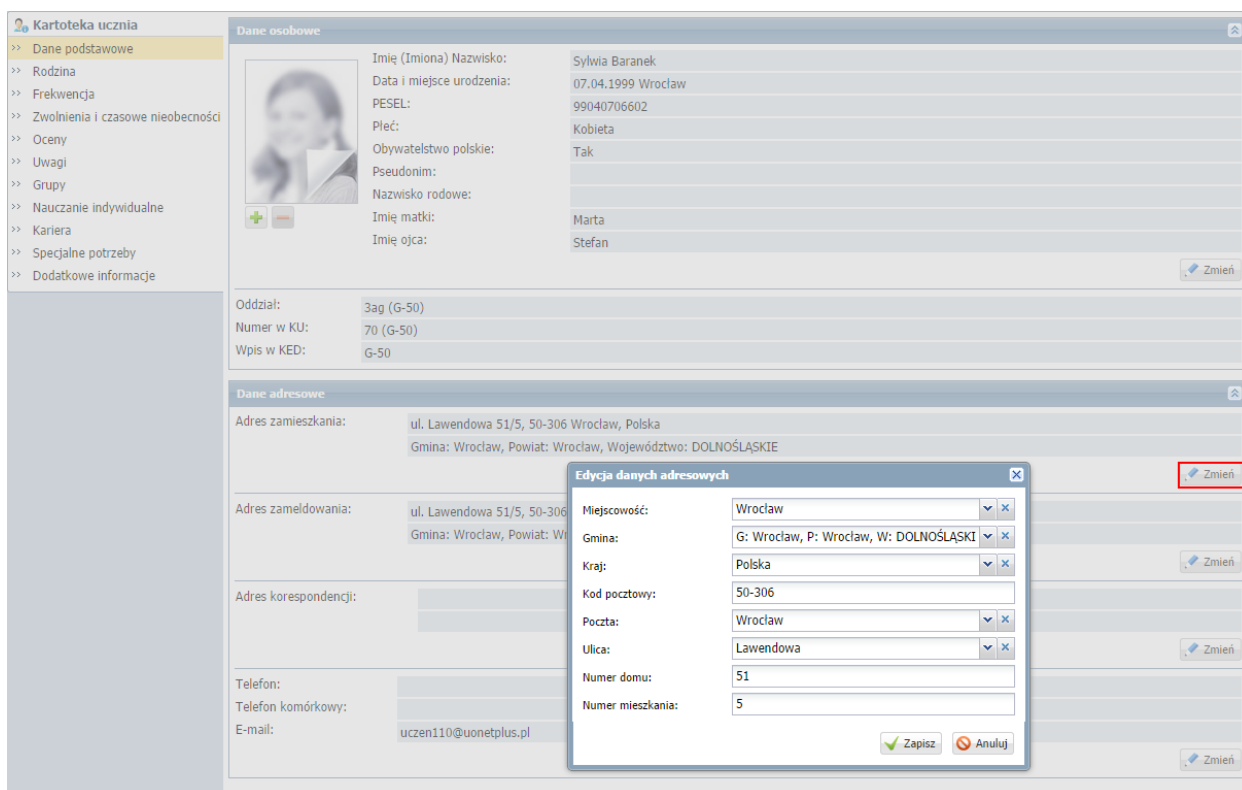 Kartoteka ucznia
>> Dane podstawowe
>> Rodzina
>> Frekwencja
>> Zwolnienia i czasowe nieobecności
>> Oceny
>> Uwagi
>> Grupy
>> Nauczanie indywidualne
>> Kariera
>> Specjalne potrzeby
>> Dodatkowe informacje
Dane osobowe
Imię (Imiona) Nazwisko: Sylwia Baranek
Data i miejsce urodzenia: 07.04.1999 Wrocław
PESEL: 99040706602
Płeć: Kobieta
Obywatelstwo polskie: Tak
Pseudonim:
Nazwisko rodowe:
Imię matki: Marta
Imię ojca: Stefan
Zmień
Oddział: 3ag (G-50)
Numer w KU: 70 (G-50)
Wpis w KED: G-50
Dane adresowe
Adres zamieszkania: ul. Lawendowa 51/5, 50-306 Wrocław, Polska
Gmina: Wrocław, Powiat: Wrocław, Województwo: DOLNOŚLĄSKIE
Zmień
Adres zameldowania: ul. Lawendowa 51/5, 50-306
Gmina: Wrocław, Powiat: Wr
Zmień
Adres korespondencji:
Zmień
Telefon:
Telefon komórkowy:
E-mail: uczen110@uonetplus.pl
Zmień
Edycja danych adresowych
Miejscowość: Wrocław
Gmina: G: Wrocław, P: Wrocław, W: DOLNOŚLĄSKI
Kraj: Polska
Kod pocztowy: 50-306
Poczta: Wrocław
Ulica: Lawendowa
Numer domu: 51
Numer mieszkania: 5
Zapisz Anuluj